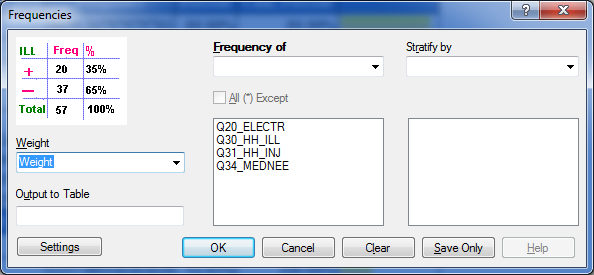 Frequencies
ILL Freq %
+ 20 35%
− 37 65%
Total 57 100%
Weight
Weight
Output to Table
Frequency of
All (*) Except
Q20_ELECTR
Q30_HH_ILL
Q31_HH_INJ
Q34_MEDNEE
Stratify by
Settings
OK
Cancel
Clear
Save Only
Help